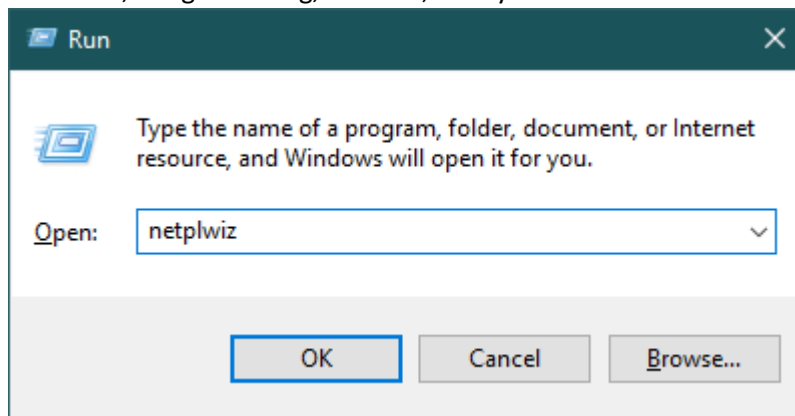 Run
Type the name of a program, folder, document, or Internet
resource, and Windows will open it for you.
Open:
netplwiz
OK
Cancel
Browse...